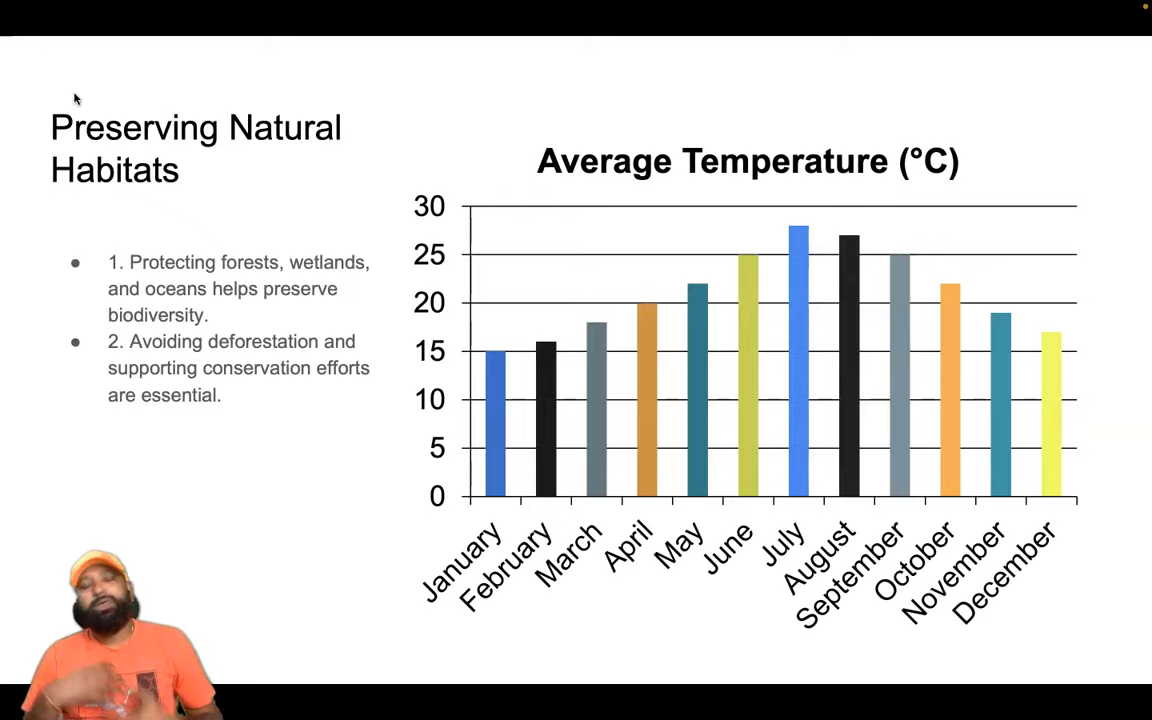 Preserving Natural
Habitats
● 1. Protecting forests, wetlands,
and oceans helps preserve
biodiversity.
● 2. Avoiding deforestation and
supporting conservation efforts
are essential.
Average Temperature (°C)
30
25
20
15
10
5
0
January
February
March
April
May
June
July
August
September
October
November
December